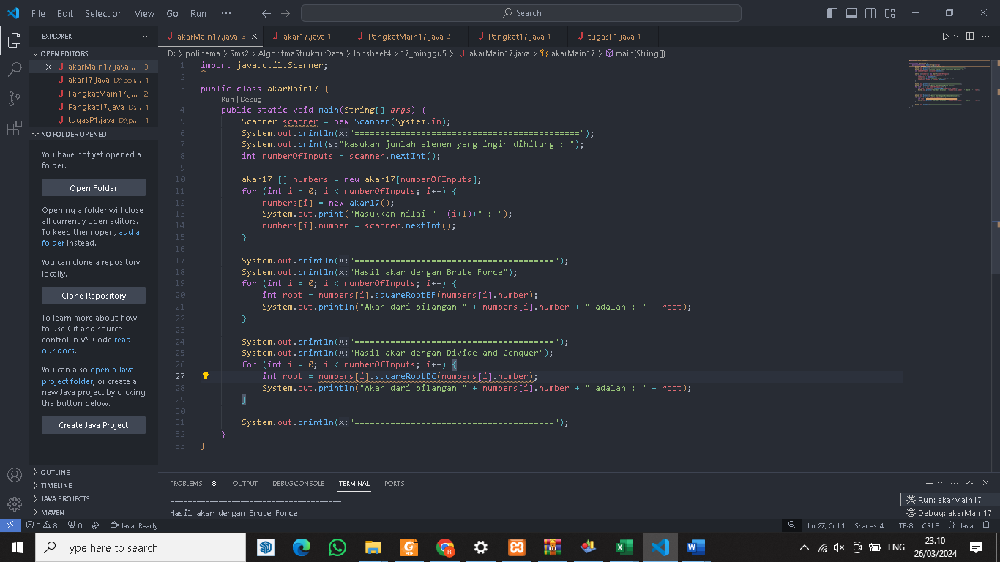 File Edit Selection View Go Run ··· Search
EXPLORER ···
akarMain17.java 3 akar17.java 1 PangkatMain17.java 2 Pangkat17.java 1 tugasP1.java 1
OPEN EDITORS
akarMain17.java... 3
akar17.java D:\poli... 1
PangkatMain17.j... 2
Pangkat17.java D:... 1
tugasP1.java D:\p... 1
NO FOLDER OPENED
You have not yet opened a
folder.
Open Folder
Opening a folder will close
all currently open editors.
To keep them open, add a
folder instead.
You can clone a repository
locally.
Clone Repository
To learn more about how
to use Git and source
control in VS Code read
our docs.
You can also open a Java
project folder, or create a
new Java project by clicking
the button below.
Create Java Project
OUTLINE
TIMELINE
JAVA PROJECTS
MAVEN
D: > polinema > Sms2 > AlgoritmaStrukturData > Jobsheet4 > 17_minggu5 > akarMain17.java > akarMain17 > main(String[])
1 import java.util.Scanner;
2
3 public class akarMain17 {
Run | Debug
4 public static void main(String[] args) {
5 Scanner scanner = new Scanner(System.in);
6 System.out.println(x:"============================================");
7 System.out.print(s:"Masukan jumlah elemen yang ingin dihitung : ");
8 int numberOfInputs = scanner.nextInt();
9
10 akar17 [] numbers = new akar17[numberOfInputs];
11 for (int i = 0; i < numberOfInputs; i++) {
12 numbers[i] = new akar17();
13 System.out.print("Masukkan nilai-"+ (i+1)+" : ");
14 numbers[i].number = scanner.nextInt();
15 }
16
17 System.out.println(x:"=======================================");
18 System.out.println(x:"Hasil akar dengan Brute Force");
19 for (int i = 0; i < numberOfInputs; i++) {
20 int root = numbers[i].squareRootBF(numbers[i].number);
21 System.out.println("Akar dari bilangan " + numbers[i].number + " adalah : " + root);
22 }
23
24 System.out.println(x:"=======================================");
25 System.out.println(x:"Hasil akar dengan Divide and Conquer");
26 for (int i = 0; i < numberOfInputs; i++) {
27 int root = numbers[i].squareRootDC(numbers[i].number);
28 System.out.println("Akar dari bilangan " + numbers[i].number + " adalah : " + root);
29 }
30
31 System.out.println(x:"=======================================");
32 }
33 }
PROBLEMS 8 OUTPUT DEBUG CONSOLE TERMINAL PORTS
=======================================
Hasil akar dengan Brute Force
Run: akarMain17
Debug: akarMain17
0 8 0 Java: Ready Ln 27, Col 1 Spaces: 4 UTF-8 CRLF {} Java
Type here to search
ENG
23.10
26/03/2024